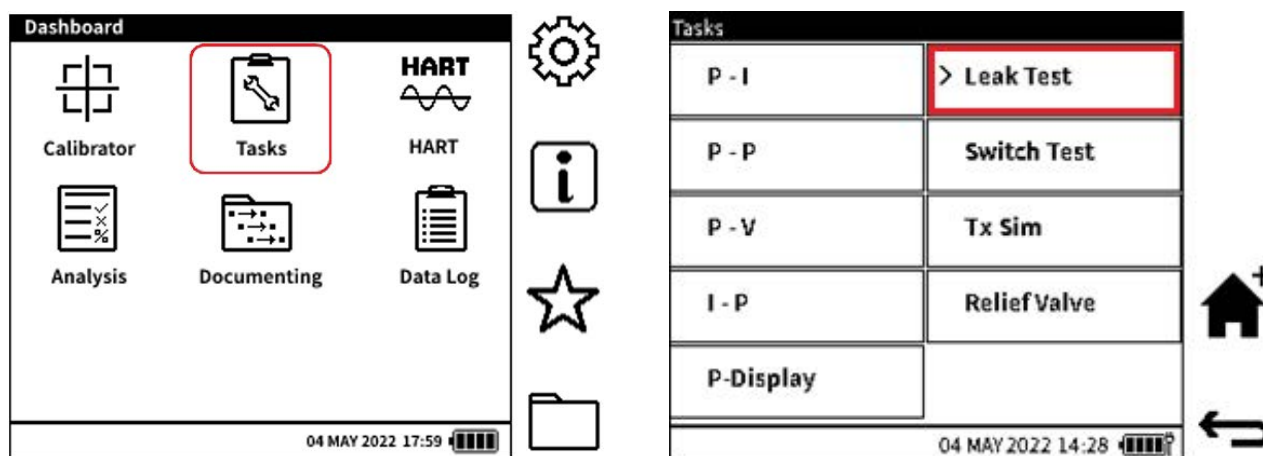 Dashboard
HART
Calibrator Tasks HART
Analysis Documenting Data Log
04 MAY 2022 17:59
Tasks
P - I > Leak Test
P - P Switch Test
P - V Tx Sim
I - P Relief Valve
P-Display
04 MAY 2022 14:28